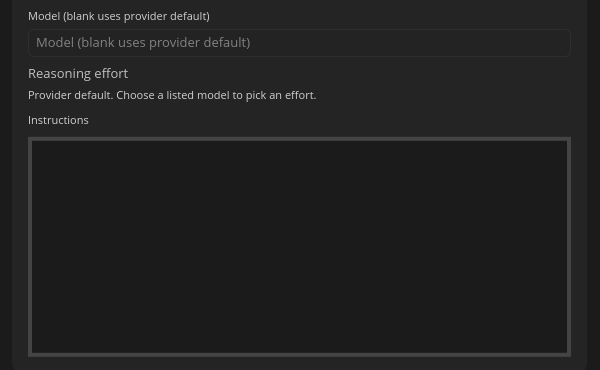 Model (blank uses provider default)
Model (blank uses provider default)
Reasoning effort
Provider default. Choose a listed model to pick an effort.
Instructions